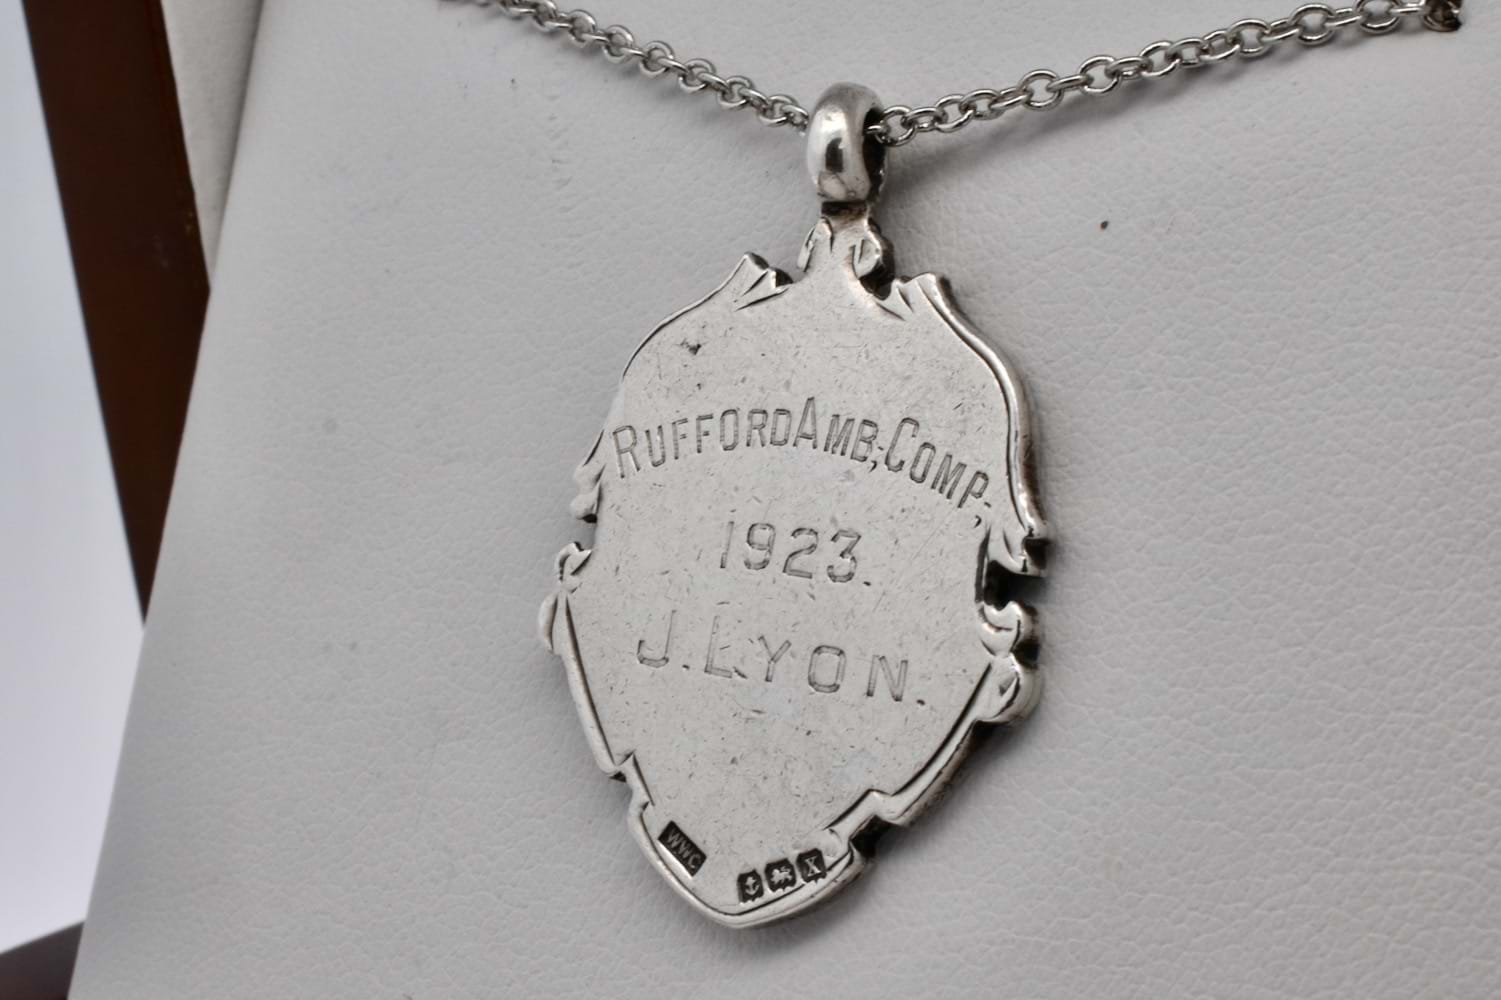 RUFFORD AMB; COMP;
1923.
J. LYON.
WWC
X